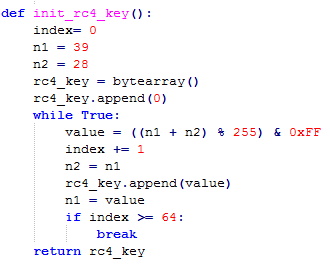 def init_rc4_key():
    index= 0
    n1 = 39
    n2 = 28
    rc4_key = bytearray()
    rc4_key.append(0)
    while True:
        value = ((n1 + n2) % 255) & 0xFF
        index += 1
        n2 = n1
        rc4_key.append(value)
        n1 = value
        if index >= 64:
            break
    return rc4_key